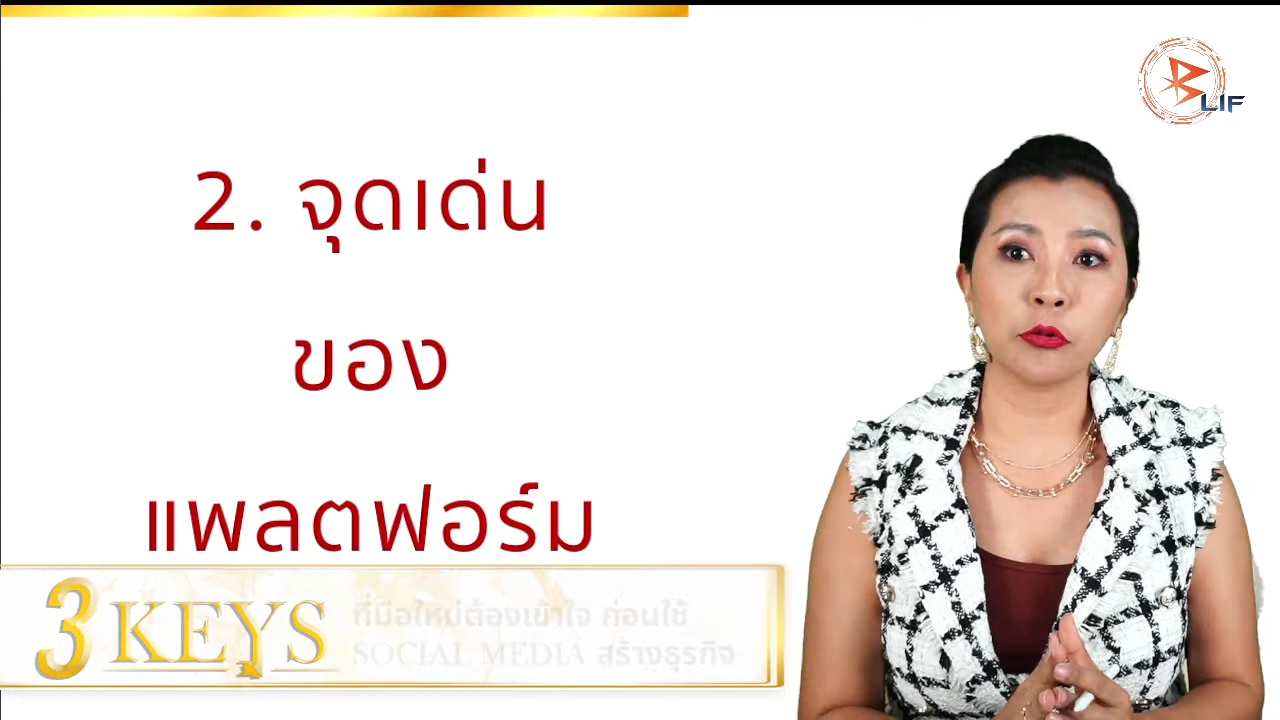 2. จุดเด่น
ของ
แพลตฟอร์ม
3 KEYS
ที่มือใหม่ต้องเข้าใจ ก่อนใช้
SOCIAL MEDIA สร้างธุรกิจ
B LIF